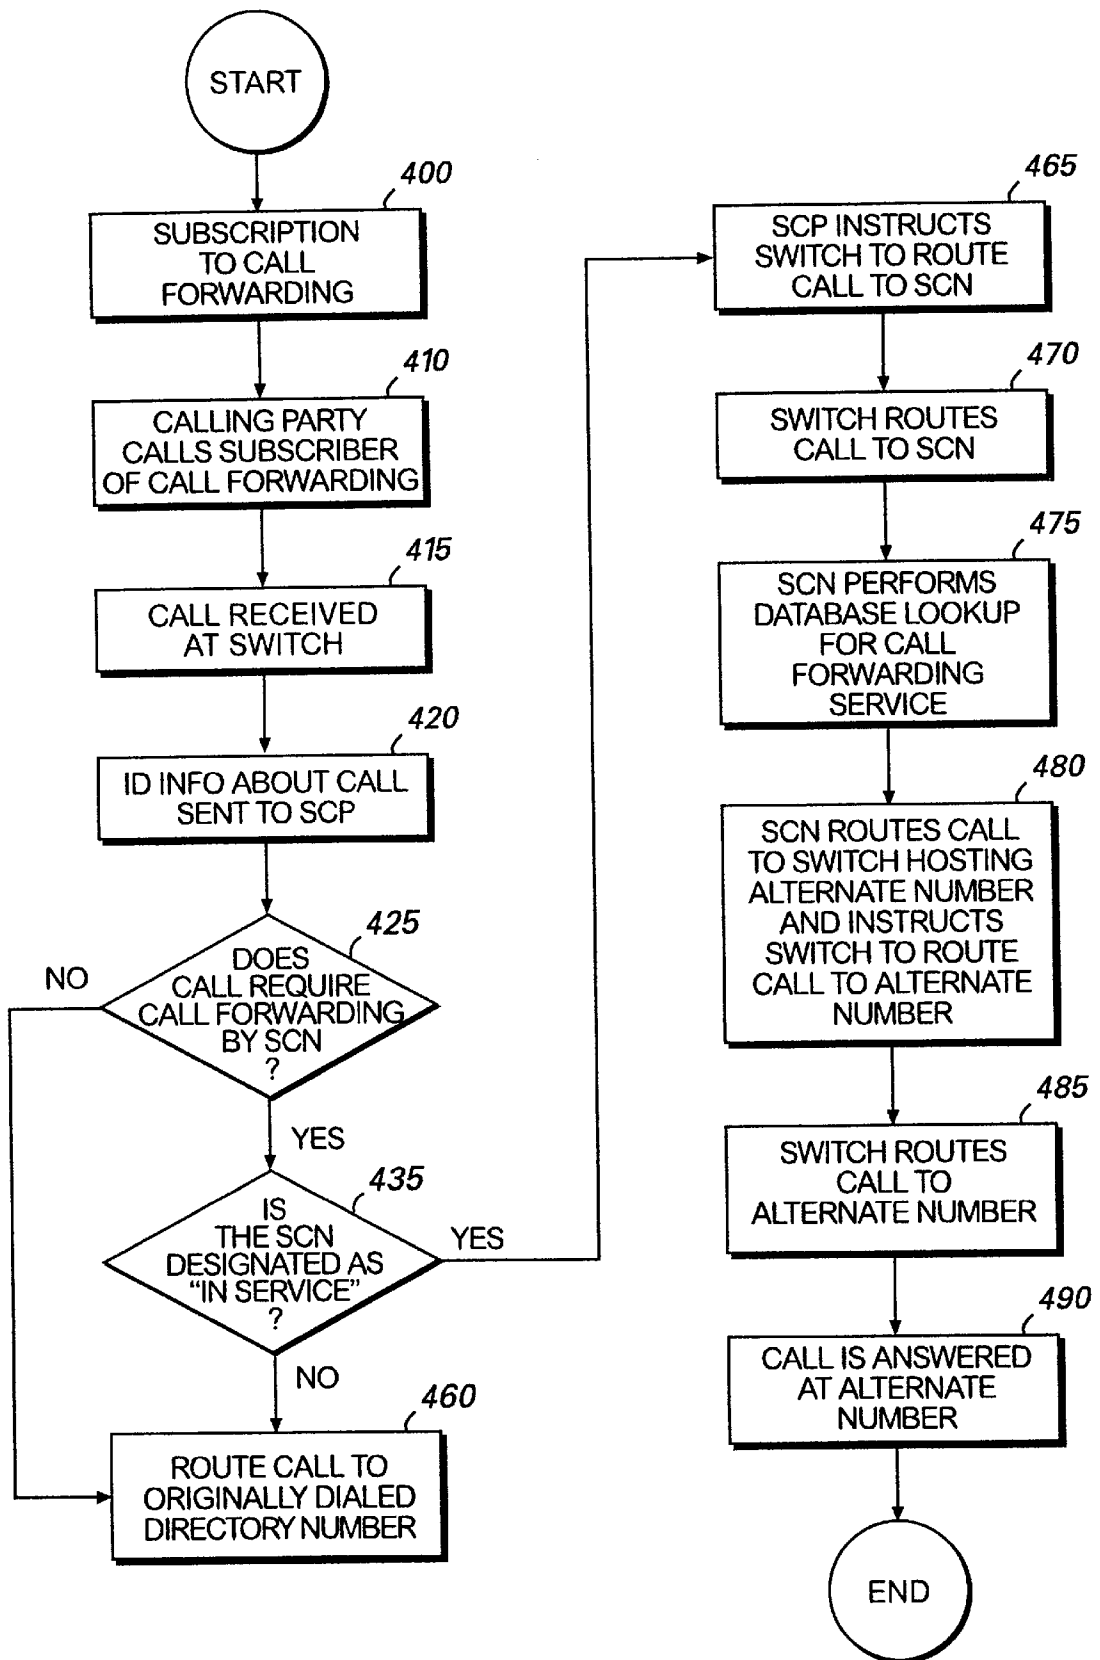 START
400
SUBSCRIPTION
TO CALL
FORWARDING
410
CALLING PARTY
CALLS SUBSCRIBER
OF CALL FORWARDING
415
CALL RECEIVED
AT SWITCH
420
ID INFO ABOUT CALL
SENT TO SCP
425
DOES
CALL REQUIRE
CALL FORWARDING
BY SCN
?
NO
YES
435
IS
THE SCN
DESIGNATED AS
“IN SERVICE”
?
YES
NO
460
ROUTE CALL TO
ORIGINALLY DIALED
DIRECTORY NUMBER
465
SCP INSTRUCTS
SWITCH TO ROUTE
CALL TO SCN
470
SWITCH ROUTES
CALL TO SCN
475
SCN PERFORMS
DATABASE LOOKUP
FOR CALL
FORWARDING
SERVICE
480
SCN ROUTES CALL
TO SWITCH HOSTING
ALTERNATE NUMBER
AND INSTRUCTS
SWITCH TO ROUTE
CALL TO ALTERNATE
NUMBER
485
SWITCH ROUTES
CALL TO
ALTERNATE NUMBER
490
CALL IS ANSWERED
AT ALTERNATE
NUMBER
END